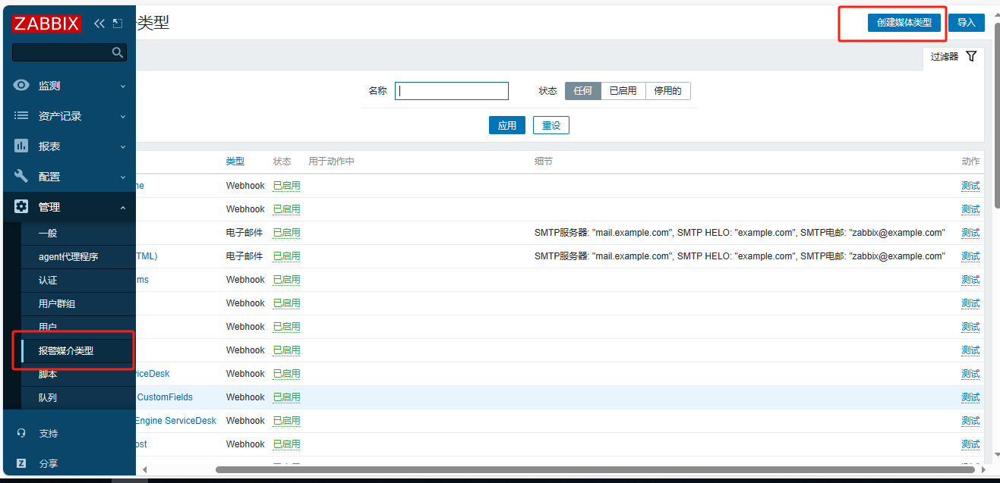 ZABBIX
介类型
创建媒体类型
导入
过滤器
名称
状态 任何 已启用 停用的
应用 重设
监测
资产记录
报表
配置
管理
一般
agent代理程序
认证
用户群组
用户
报警媒介类型
脚本
队列
支持
Z 分享
类型 状态 用于动作中 细节 动作
ne Webhook 已启用 测试
Webhook 已启用 测试
电子邮件 已启用 SMTP服务器: "mail.example.com", SMTP HELO: "example.com", SMTP电邮: "zabbix@example.com" 测试
TML) 电子邮件 已启用 SMTP服务器: "mail.example.com", SMTP HELO: "example.com", SMTP电邮: "zabbix@example.com" 测试
ms Webhook 已启用 测试
Webhook 已启用 测试
Webhook 已启用 测试
Webhook 已启用 测试
viceDesk Webhook 已启用 测试
CustomFields Webhook 已启用 测试
Engine ServiceDesk Webhook 已启用 测试
ost Webhook 已启用 测试